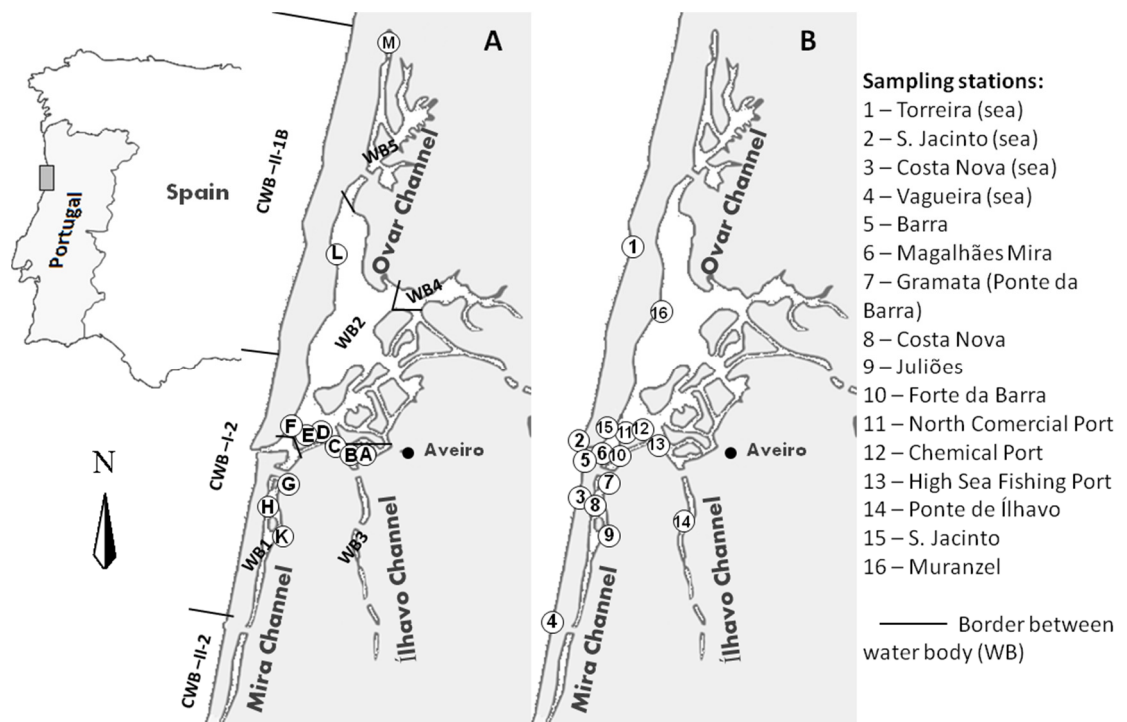 A
M
CWB–II-1B
WB5
Ovar Channel
Spain
Portugal
L
WB4
WB2
F
E
D
C
B
A
Aveiro
CWB–I-2
N
G
H
K
WB1
WB3
Mira Channel
Ílhavo Channel
CWB–II-2
B
Ovar Channel
1
16
15
11
12
2
13
5
6
10
Aveiro
7
3
8
14
9
4
Mira Channel
Ílhavo Channel
Sampling stations:
1 – Torreira (sea)
2 – S. Jacinto (sea)
3 – Costa Nova (sea)
4 – Vagueira (sea)
5 – Barra
6 – Magalhães Mira
7 – Gramata (Ponte da
Barra)
8 – Costa Nova
9 – Juliões
10 – Forte da Barra
11 – North Comercial Port
12 – Chemical Port
13 – High Sea Fishing Port
14 – Ponte de Ílhavo
15 – S. Jacinto
16 – Muranzel
Border between
water body (WB)